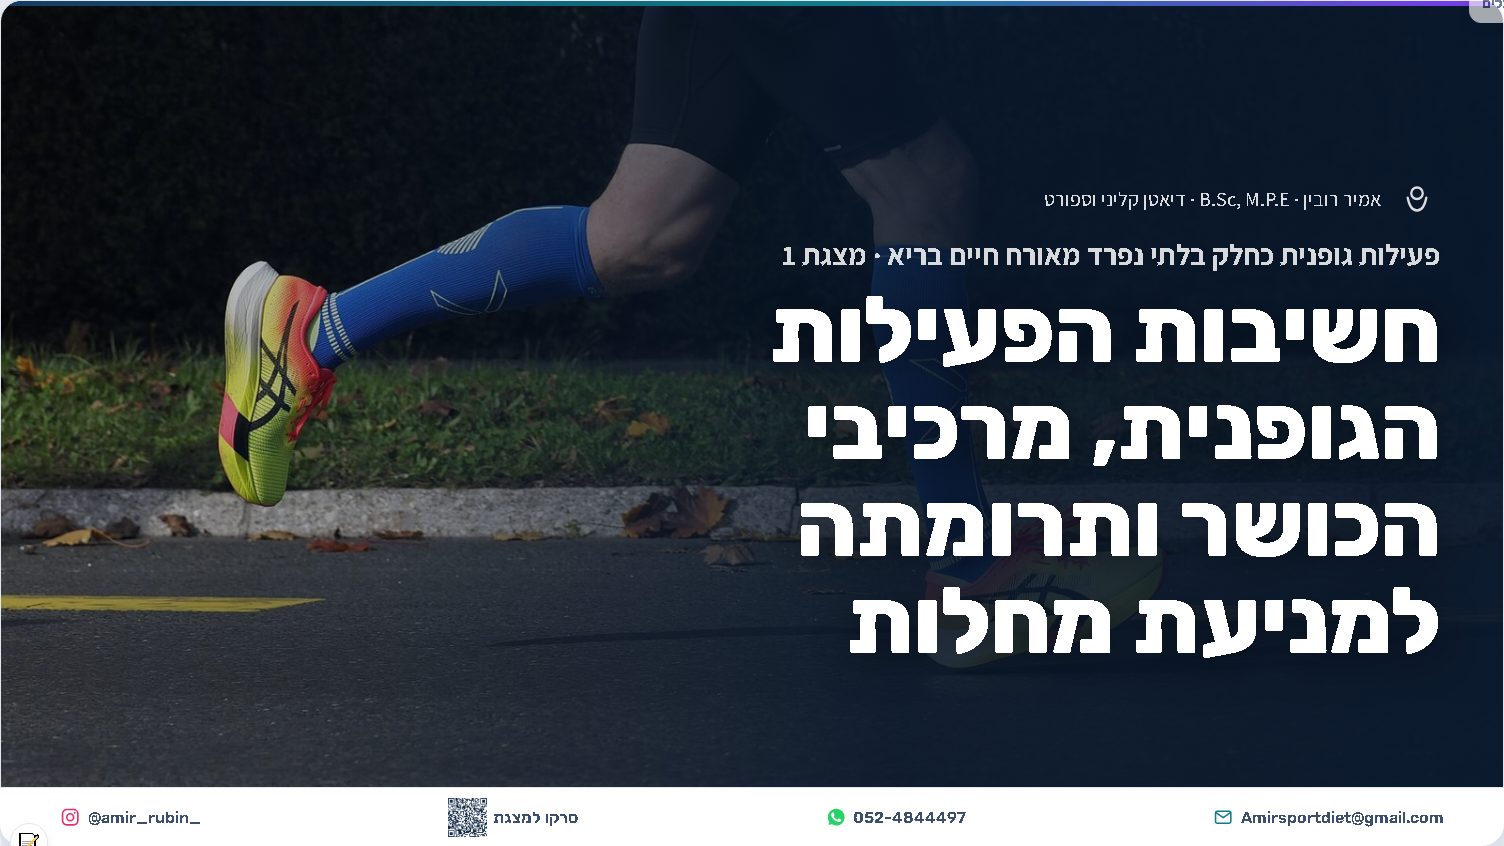 אמיר רובין · B.Sc, M.P.E · דיאטן קליני וספורט
פעילות גופנית כחלק בלתי נפרד מאורח חיים בריא · מצגת 1
חשיבות הפעילות
הגופנית, מרכיבי
הכושר ותרומתה
למניעת מחלות
Amirsportdiet@gmail.com
052-4844497
סרקו למצגת
@amir_rubin_